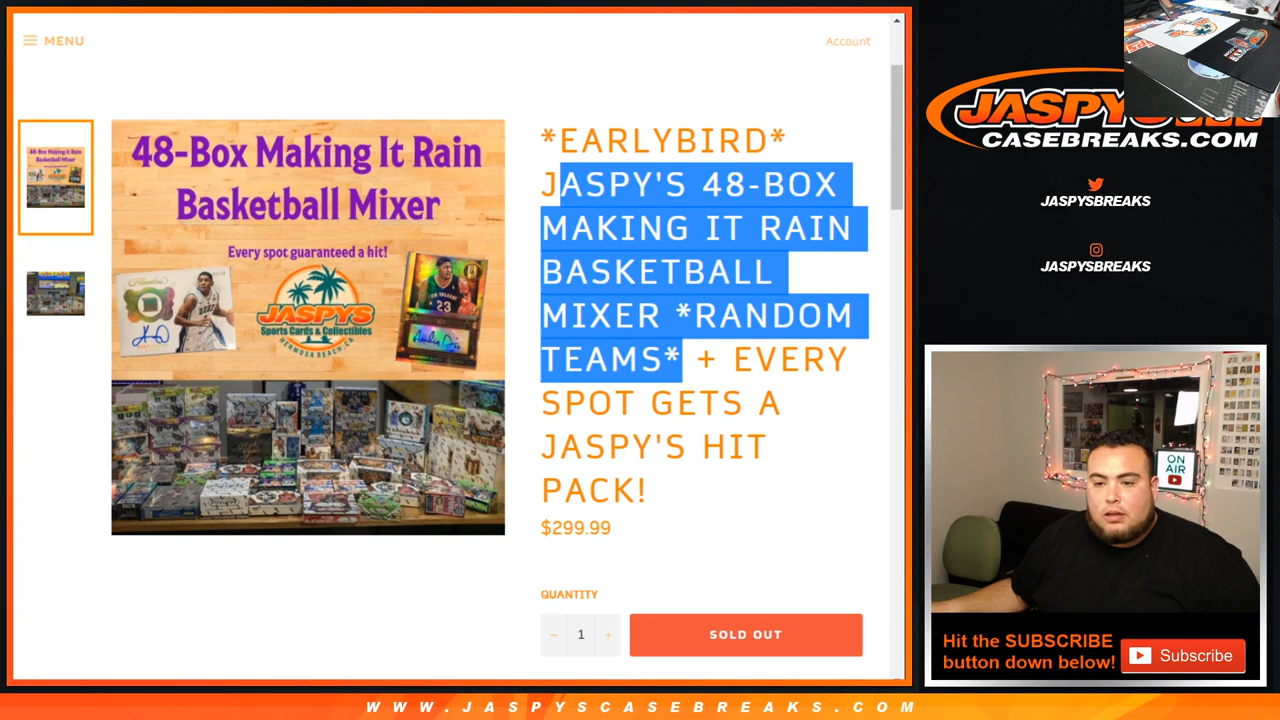 MENU
Account
48-Box Making It Rain
Basketball Mixer
Every spot guaranteed a hit!
JASPYS
Sports Cards & Collectibles
HERMOSA BEACH, CA
23
*EARLYBIRD*
JASPY'S 48-BOX
MAKING IT RAIN
BASKETBALL
MIXER *RANDOM
TEAMS* + EVERY
SPOT GETS A
JASPY'S HIT
PACK!
$299.99
QUANTITY
− 1 +
SOLD OUT
JASPY
CASEBREAKS.COM
JASPYSBREAKS
JASPYSBREAKS
ON
AIR
Hit the SUBSCRIBE
button down below!
Subscribe
WWW.JASPYSCASEBREAKS.COM